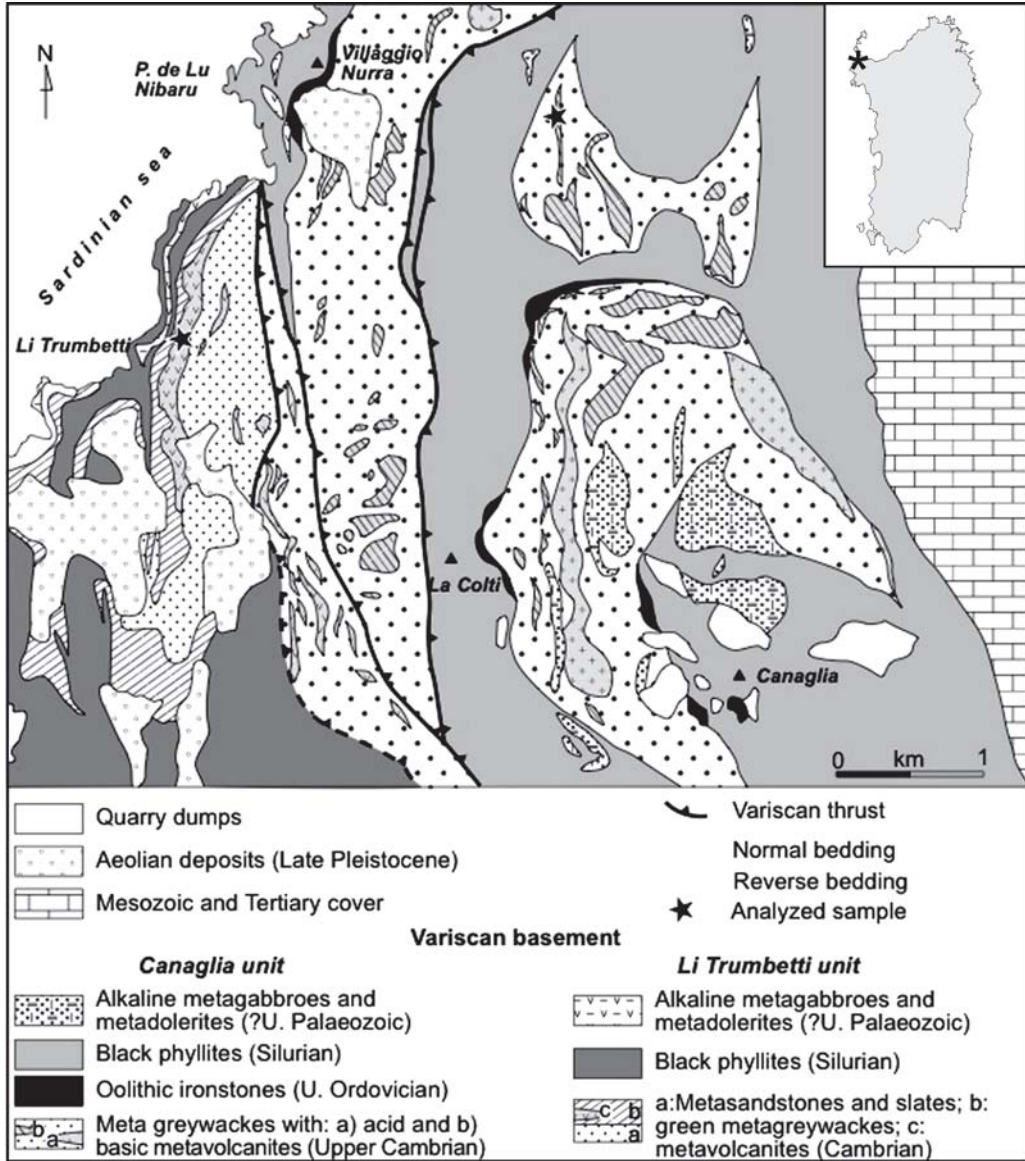 N
P. de Lu
Nibaru
Villaggio
Nurra
*
Sardinian sea
Li Trumbetti
La Colti
Canaglia
0 km 1
Quarry dumps
Aeolian deposits (Late Pleistocene)
Mesozoic and Tertiary cover
Variscan thrust
Normal bedding
Reverse bedding
Analyzed sample
Variscan basement
Canaglia unit
Alkaline metagabbroes and
metadolerites (?U. Palaeozoic)
Black phyllites (Silurian)
Oolithic ironstones (U. Ordovician)
b
a
Meta greywackes with: a) acid and b)
basic metavolcanites (Upper Cambrian)
Li Trumbetti unit
Alkaline metagabbroes and
metadolerites (?U. Palaeozoic)
Black phyllites (Silurian)
c b
a
a:Metasandstones and slates; b:
green metagreywackes; c:
metavolcanites (Cambrian)